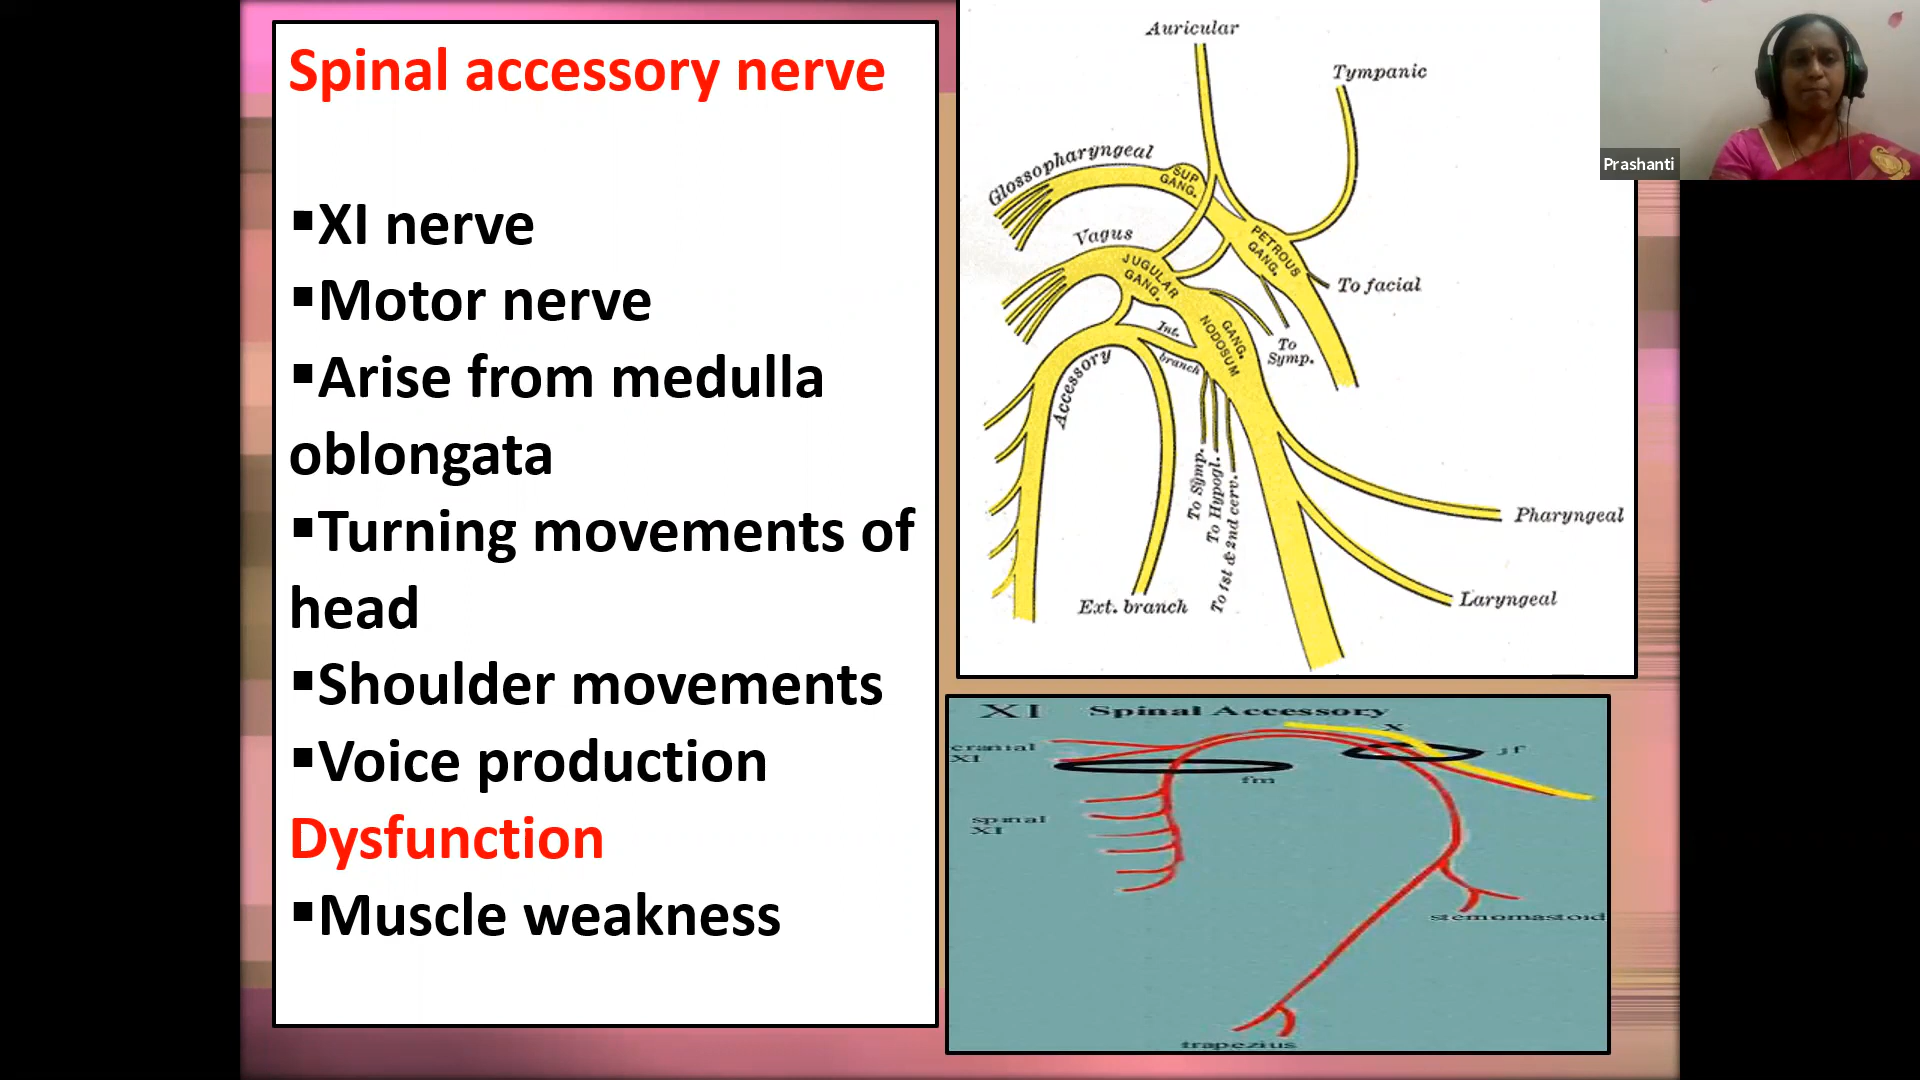 Spinal accessory nerve
▪XI nerve
▪Motor nerve
▪Arise from medulla
oblongata
▪Turning movements of
head
▪Shoulder movements
▪Voice production
Dysfunction
▪Muscle weakness
Auricular
Tympanic
Glossopharyngeal
SUP.
GANG.
Vagus
PETROUS
GANG.
JUGULAR
GANG.
To facial
GANG.
NODOSUM
Int.
branch
To
Symp.
Accessory
To Symp.
To Hypogl.
To 1st & 2nd cerv.
Pharyngeal
Ext. branch
Laryngeal
XI Spinal Accessory
X
cranial
XI
jf
fm
spinal
XI
stemomastoid
trapezius
Prashanti